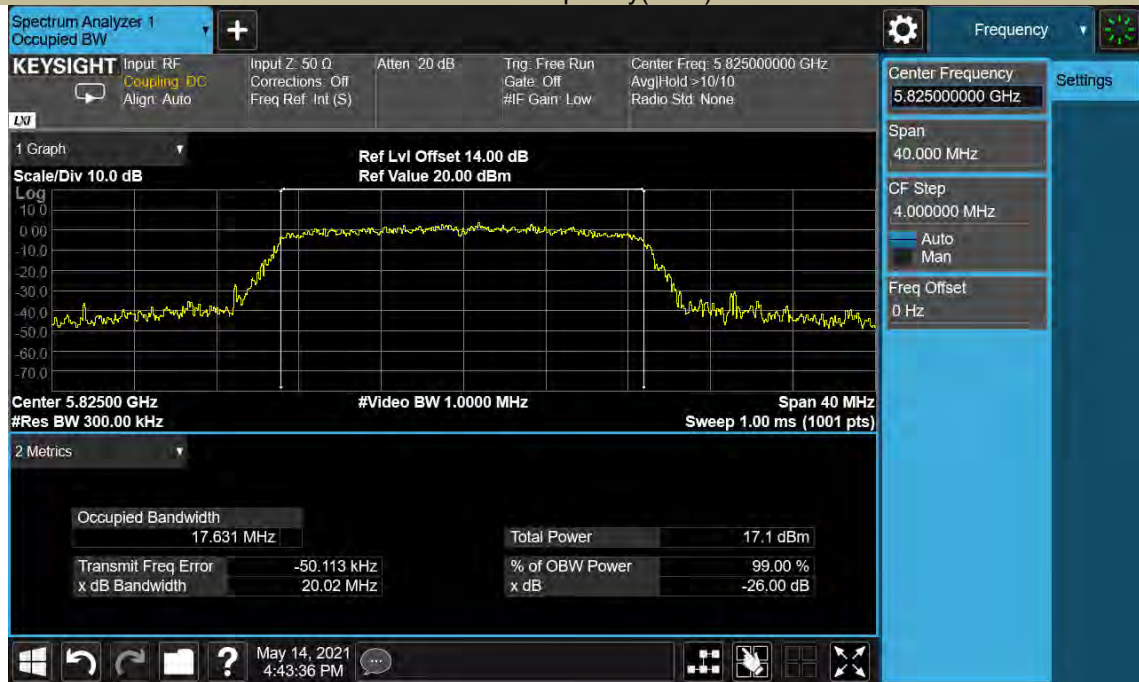 Spectrum Analyzer 1
Occupied BW
Frequency
KEYSIGHT
Input: RF
Coupling: DC
Align: Auto
Input Z: 50 Ω
Corrections: Off
Freq Ref: Int (S)
Atten: 20 dB
Trig: Free Run
Gate: Off
#IF Gain: Low
Center Freq: 5.825000000 GHz
Avg|Hold >10/10
Radio Std: None
LXI
Center Frequency
5.825000000 GHz
Settings
Span
40.000 MHz
CF Step
4.000000 MHz
Auto
Man
Freq Offset
0 Hz
1 Graph
Scale/Div 10.0 dB
Ref Lvl Offset 14.00 dB
Ref Value 20.00 dBm
Log
10.0
0.00
-10.0
-20.0
-30.0
-40.0
-50.0
-60.0
-70.0
Center 5.82500 GHz
#Video BW 1.0000 MHz
Span 40 MHz
#Res BW 300.00 kHz
Sweep 1.00 ms (1001 pts)
2 Metrics
Occupied Bandwidth
17.631 MHz
Total Power 17.1 dBm
Transmit Freq Error -50.113 kHz
% of OBW Power 99.00 %
x dB Bandwidth 20.02 MHz
x dB -26.00 dB
May 14, 2021
4:43:36 PM